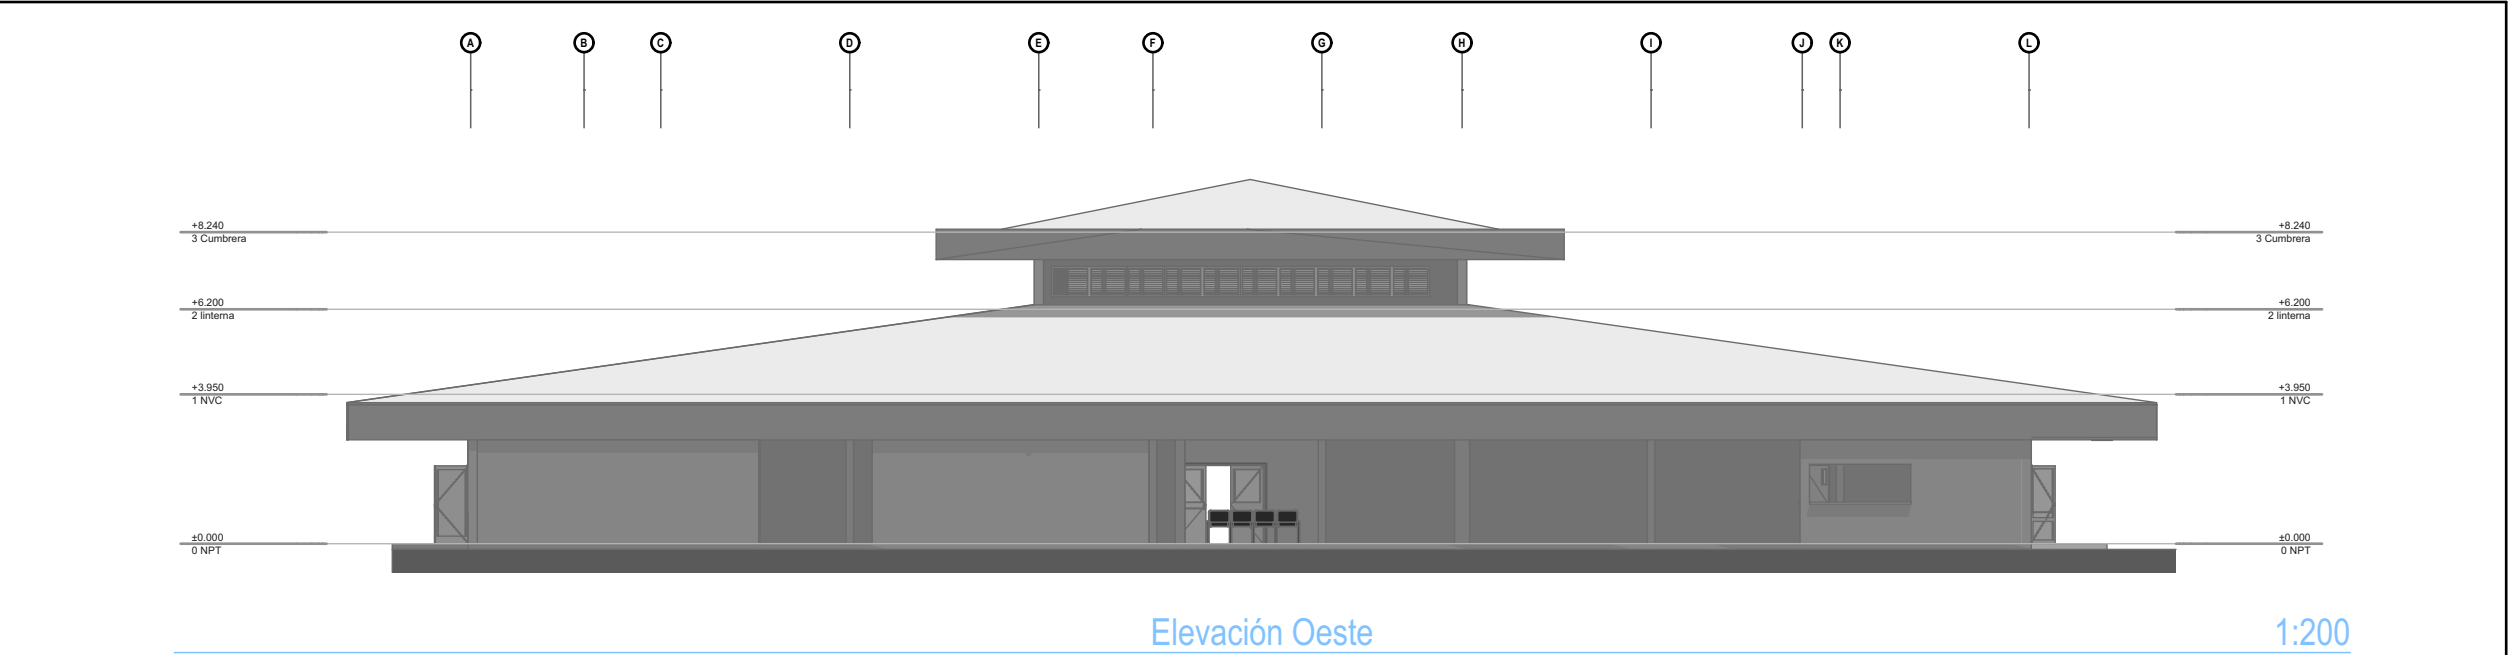 A B C D E F G H I J K L
+8.240 +8.240
3 Cumbrera 3 Cumbrera
+6.200 +6.200
2 linterna 2 linterna
+3.950 +3.950
1 NVC 1 NVC
±0.000 ±0.000
0 NPT 0 NPT
Elevación Oeste 1:200